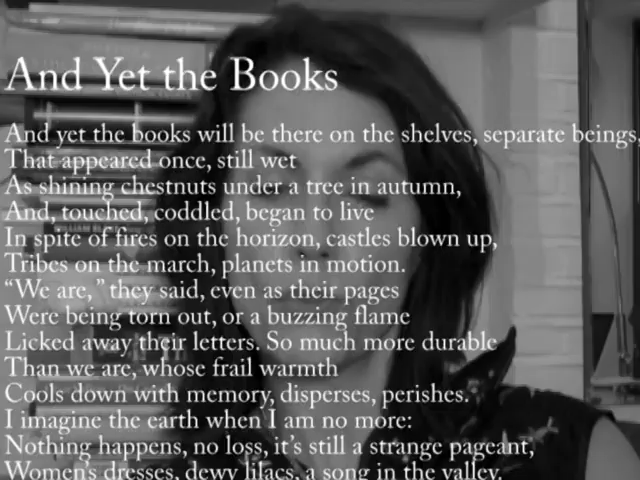 And Yet the Books
And yet the books will be there on the shelves, separate beings,
That appeared once, still wet
As shining chestnuts under a tree in autumn,
And, touched, coddled, began to live
In spite of fires on the horizon, castles blown up,
Tribes on the march, planets in motion.
“We are,” they said, even as their pages
Were being torn out, or a buzzing flame
Licked away their letters. So much more durable
Than we are, whose frail warmth
Cools down with memory, disperses, perishes.
I imagine the earth when I am no more:
Nothing happens, no loss, it’s still a strange pageant,
Women’s dresses, dewy lilacs, a song in the valley.